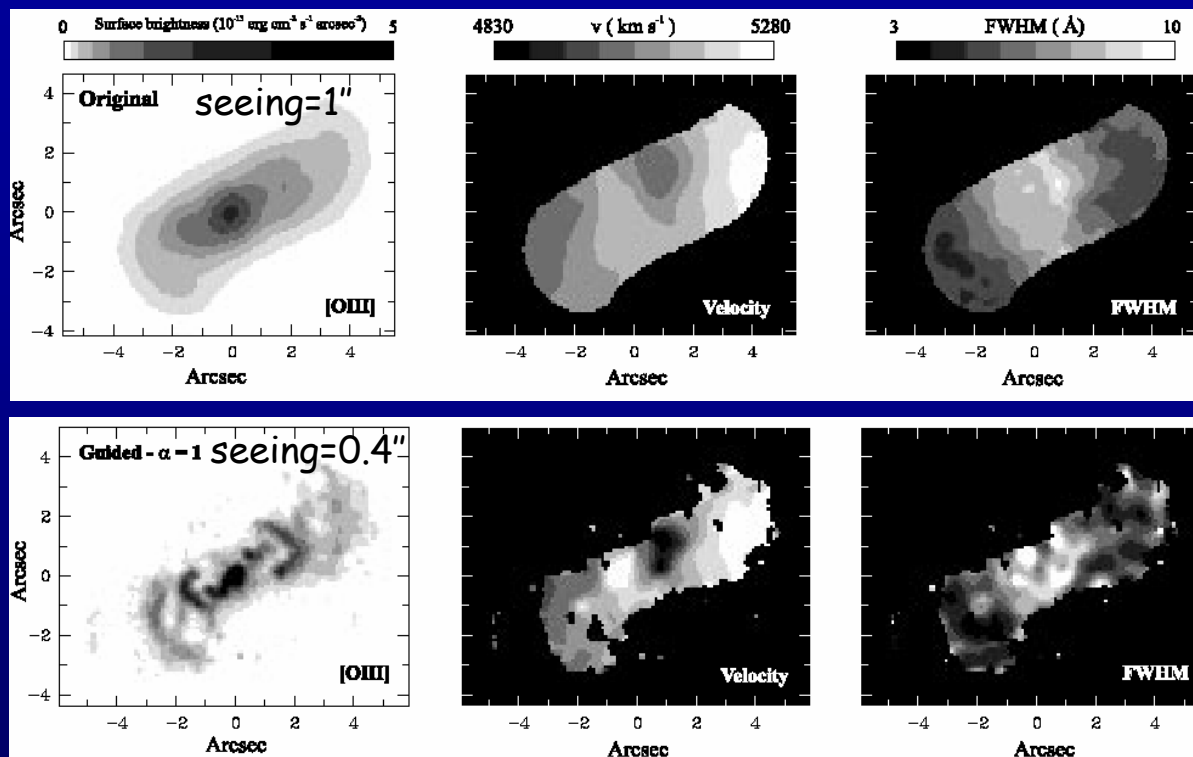 0 Surface brightness (10⁻¹³ erg cm⁻² s⁻¹ arcsec⁻²) 5
4830 v ( km s⁻¹ ) 5280
3 FWHM ( Å ) 10
Original seeing=1"
[OIII]
Velocity
FWHM
4
2
0
−2
−4
Arcsec
−4 −2 0 2 4
Arcsec
−4 −2 0 2 4
Arcsec
−4 −2 0 2 4
Arcsec
Guided - α = 1 seeing=0.4"
[OIII]
Velocity
FWHM
4
2
0
−2
−4
Arcsec
−4 −2 0 2 4
Arcsec
−4 −2 0 2 4
Arcsec
−4 −2 0 2 4
Arcsec